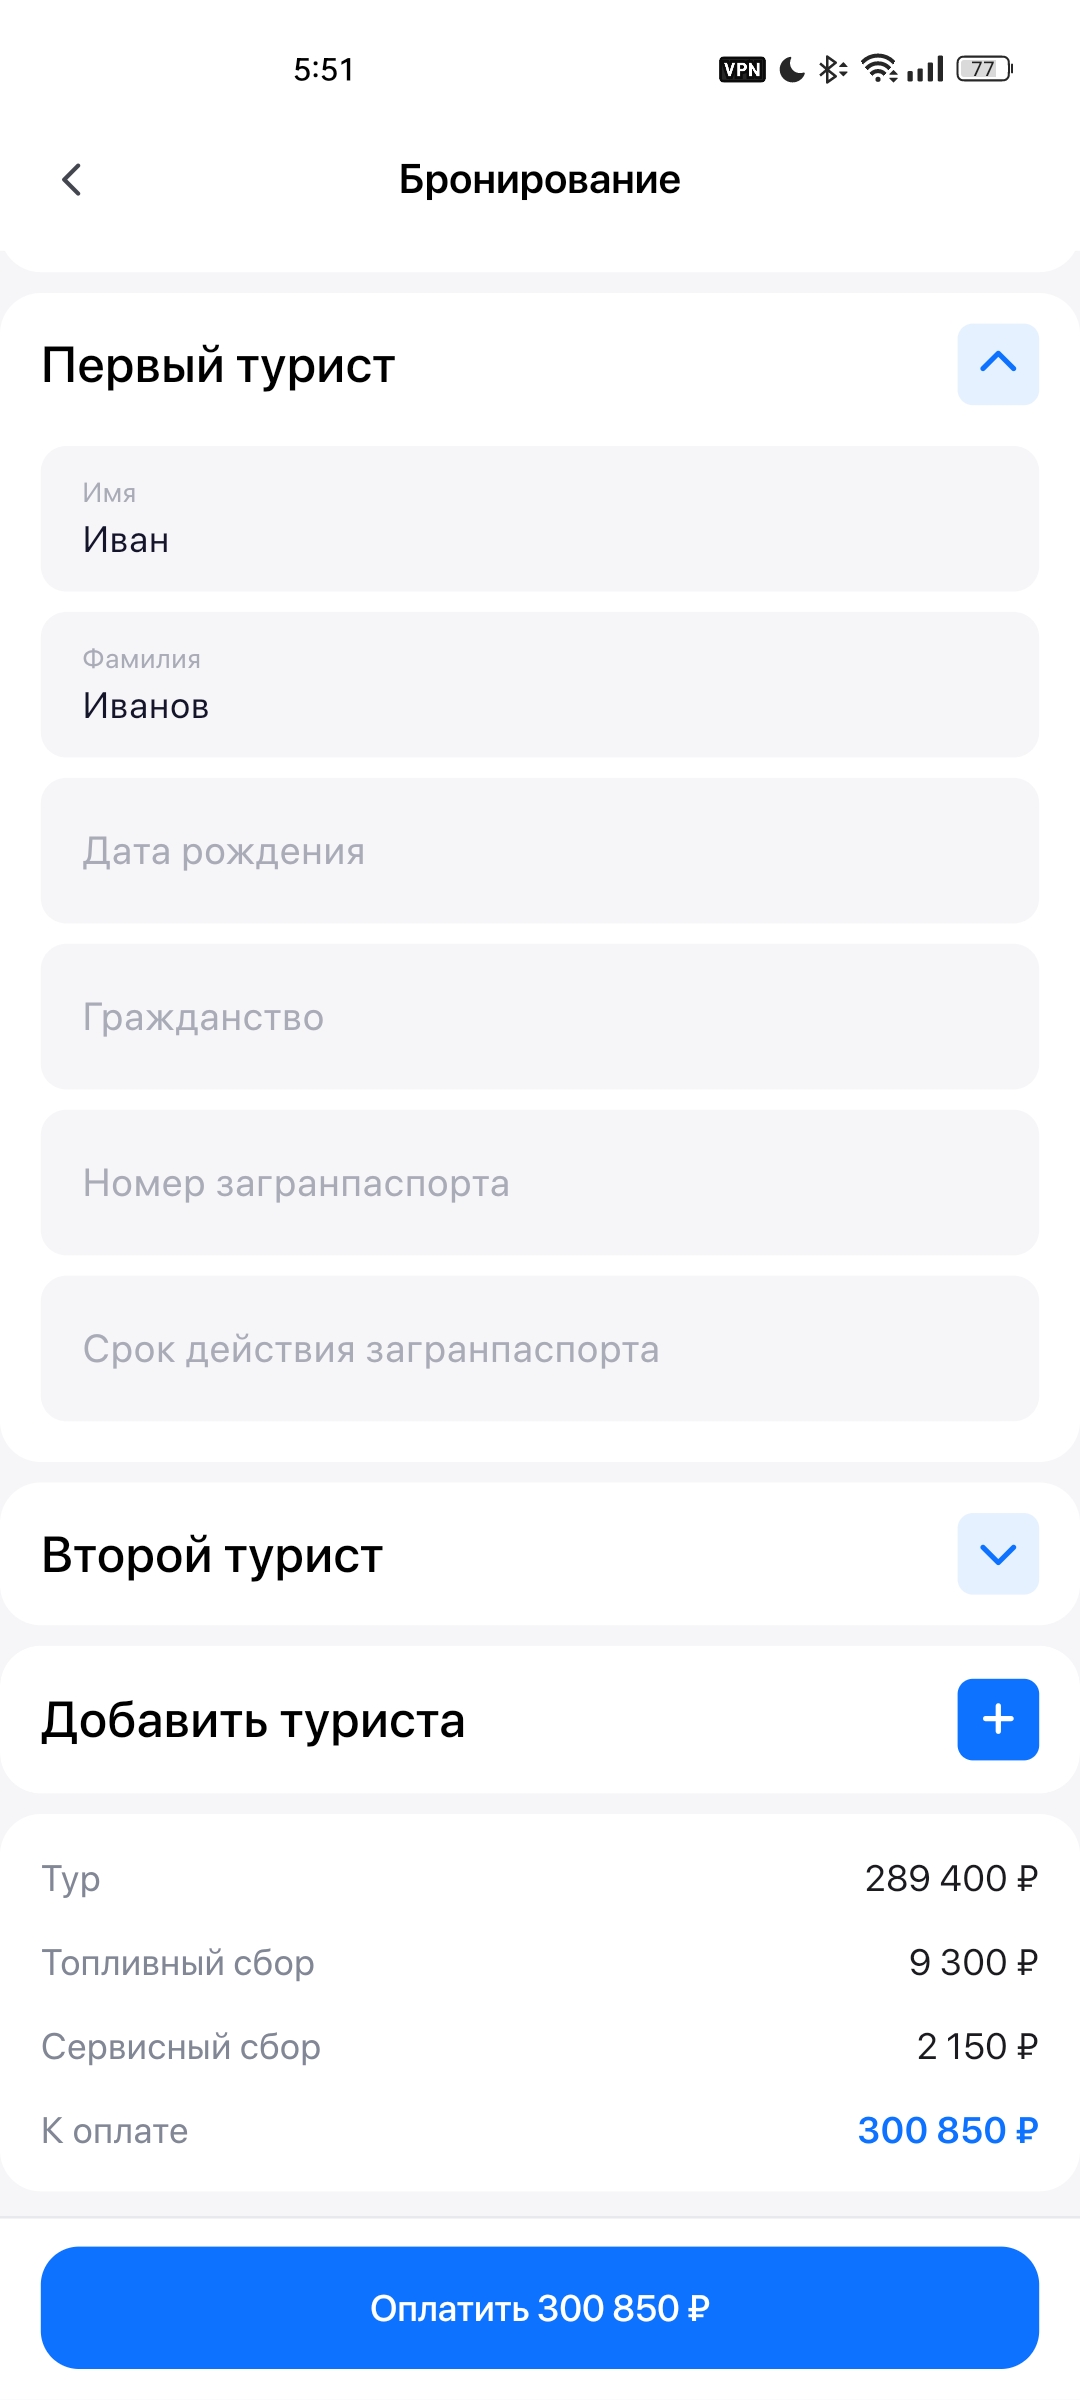 5:51
VPN
77
Бронирование
Первый турист
Имя
Иван
Фамилия
Иванов
Дата рождения
Гражданство
Номер загранпаспорта
Срок действия загранпаспорта
Второй турист
Добавить туриста
Тур 289 400 ₽
Топливный сбор 9 300 ₽
Сервисный сбор 2 150 ₽
К оплате 300 850 ₽
Оплатить 300 850 ₽